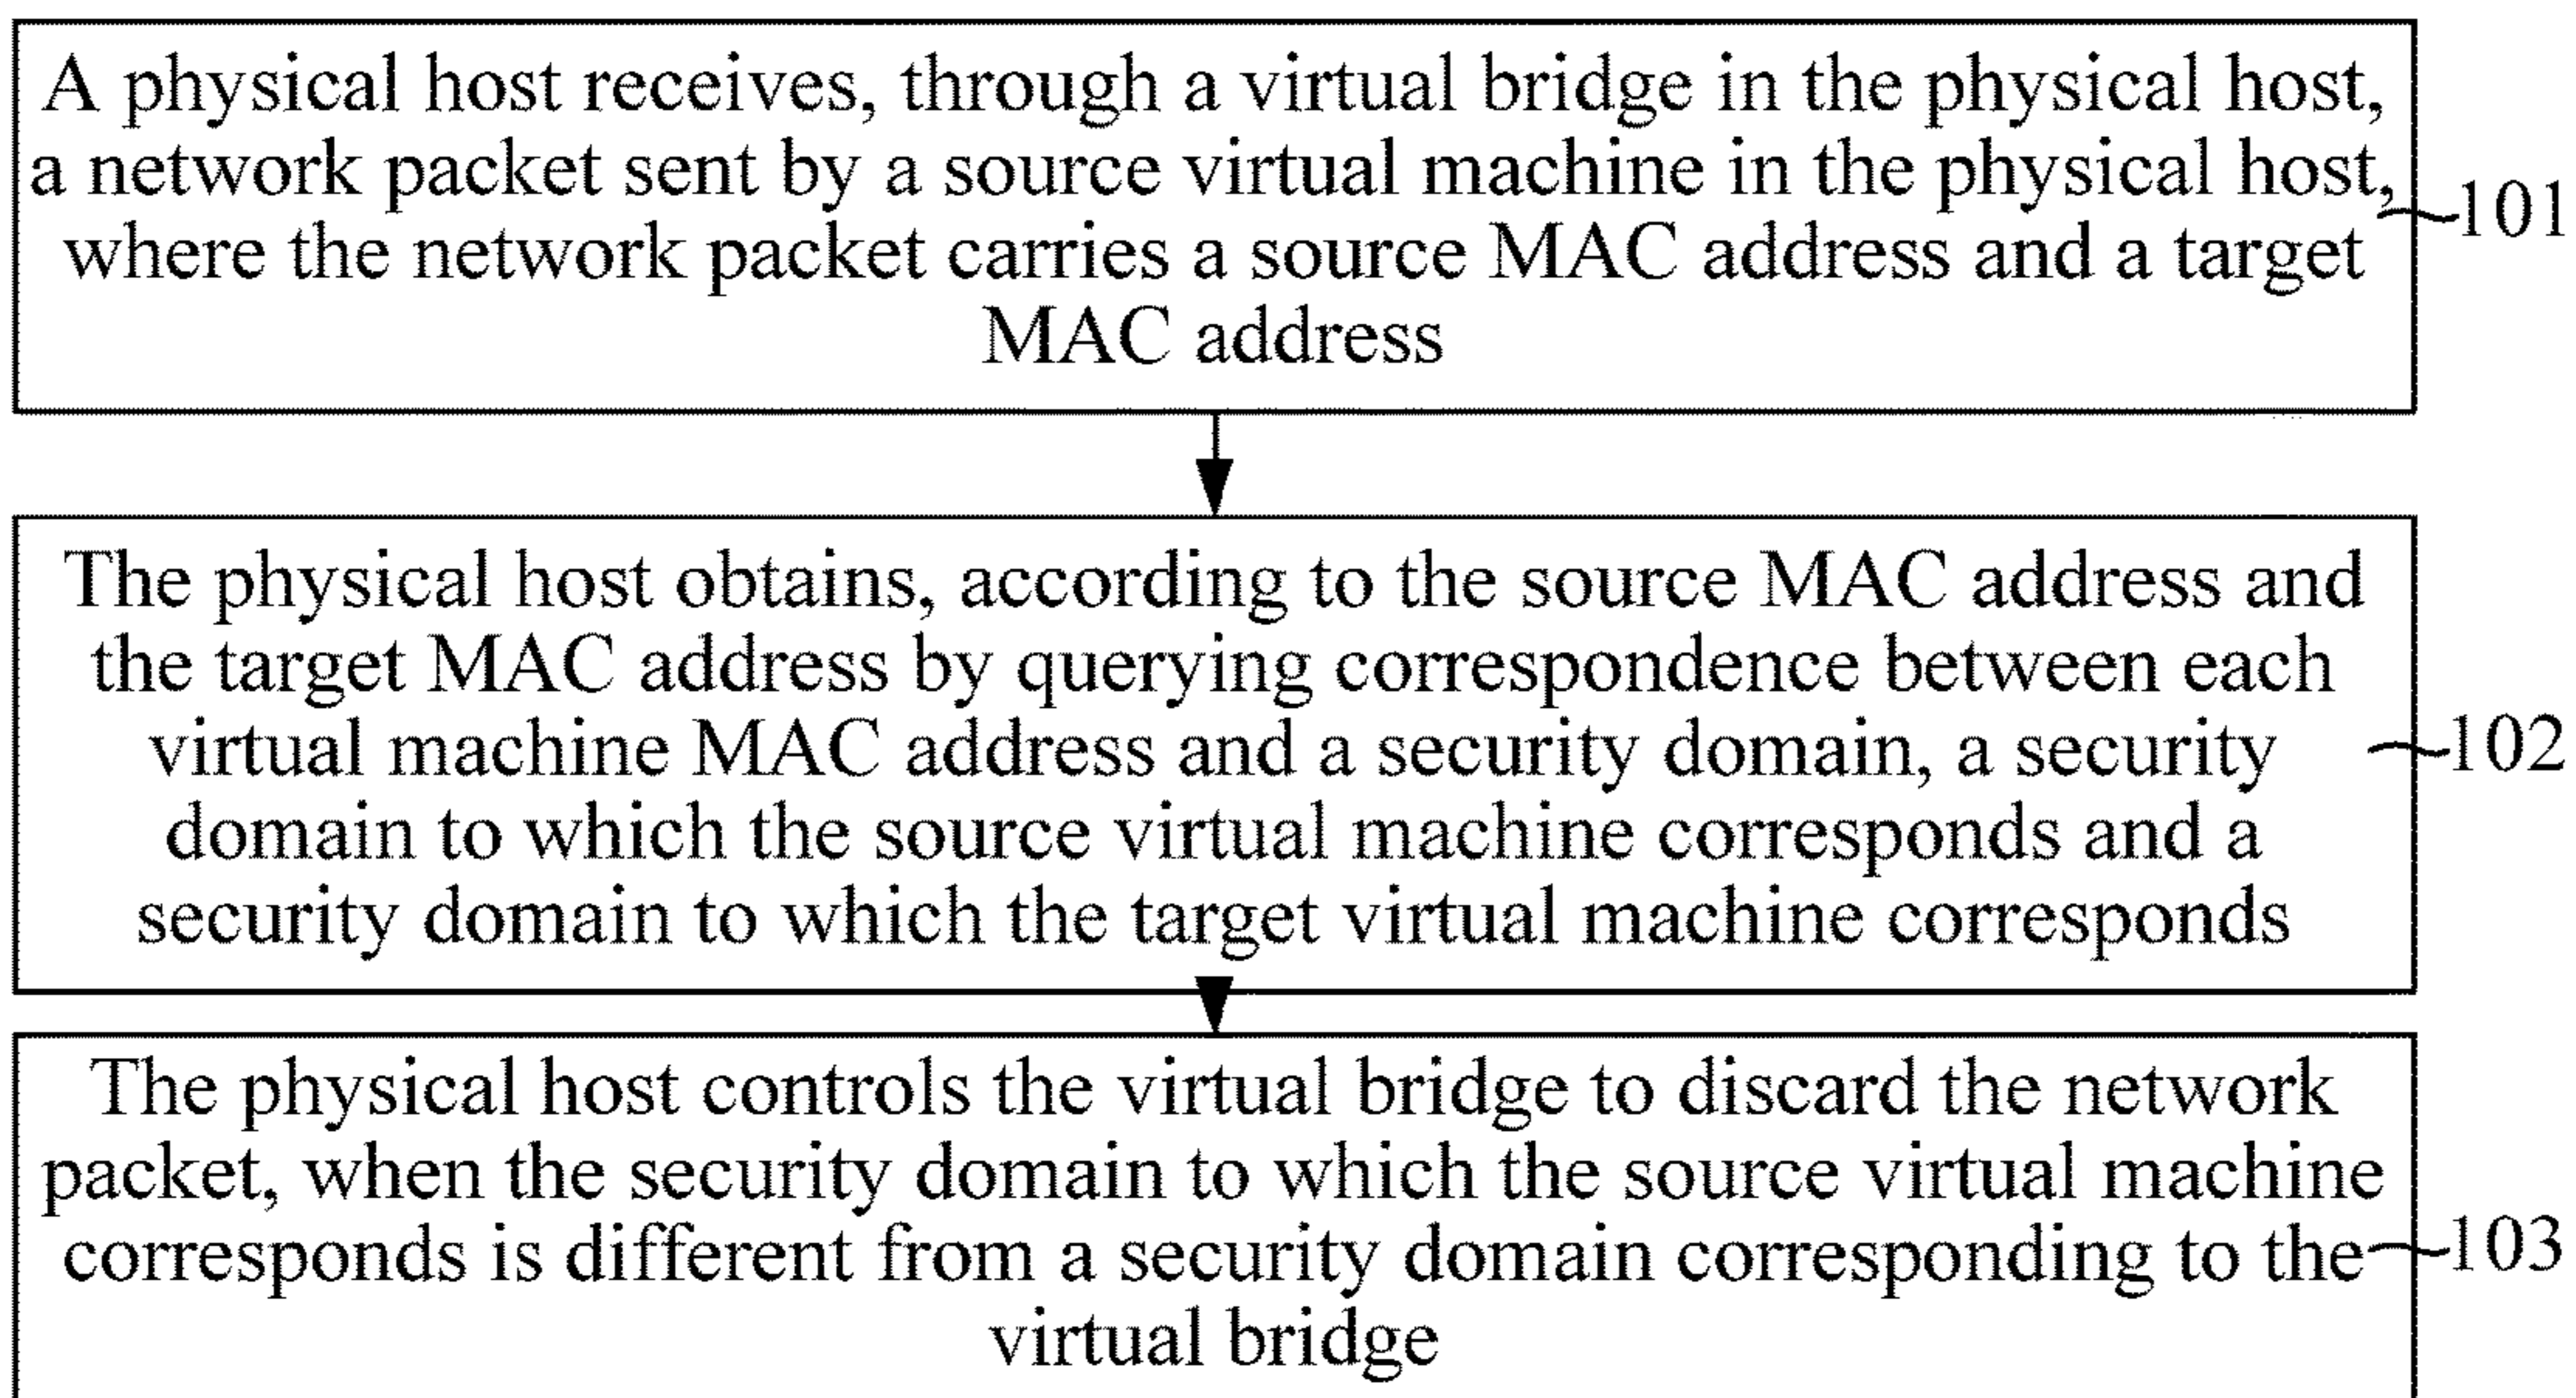 A physical host receives, through a virtual bridge in the physical host,
a network packet sent by a source virtual machine in the physical host,
where the network packet carries a source MAC address and a target
MAC address
101
The physical host obtains, according to the source MAC address and
the target MAC address by querying correspondence between each
virtual machine MAC address and a security domain, a security
domain to which the source virtual machine corresponds and a
security domain to which the target virtual machine corresponds
102
The physical host controls the virtual bridge to discard the network
packet, when the security domain to which the source virtual machine
corresponds is different from a security domain corresponding to the
virtual bridge
103